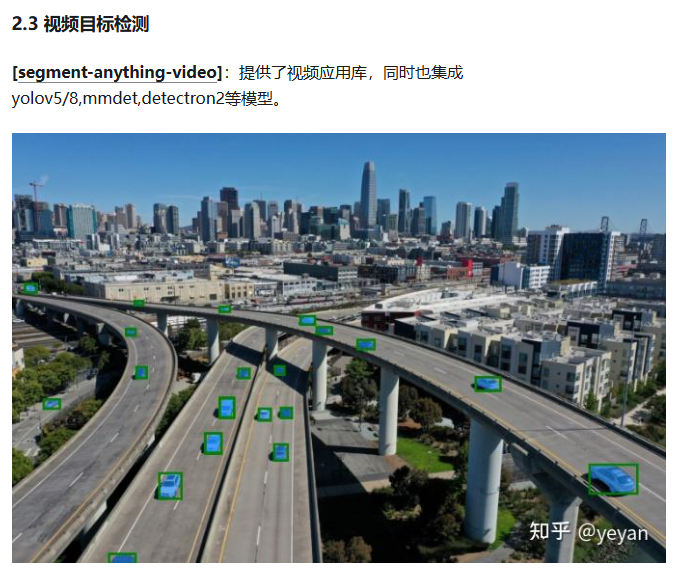 2.3 视频目标检测
[segment-anything-video]：提供了视频应用库，同时也集成
yolov5/8,mmdet,detectron2等模型。
知乎 @yeyan